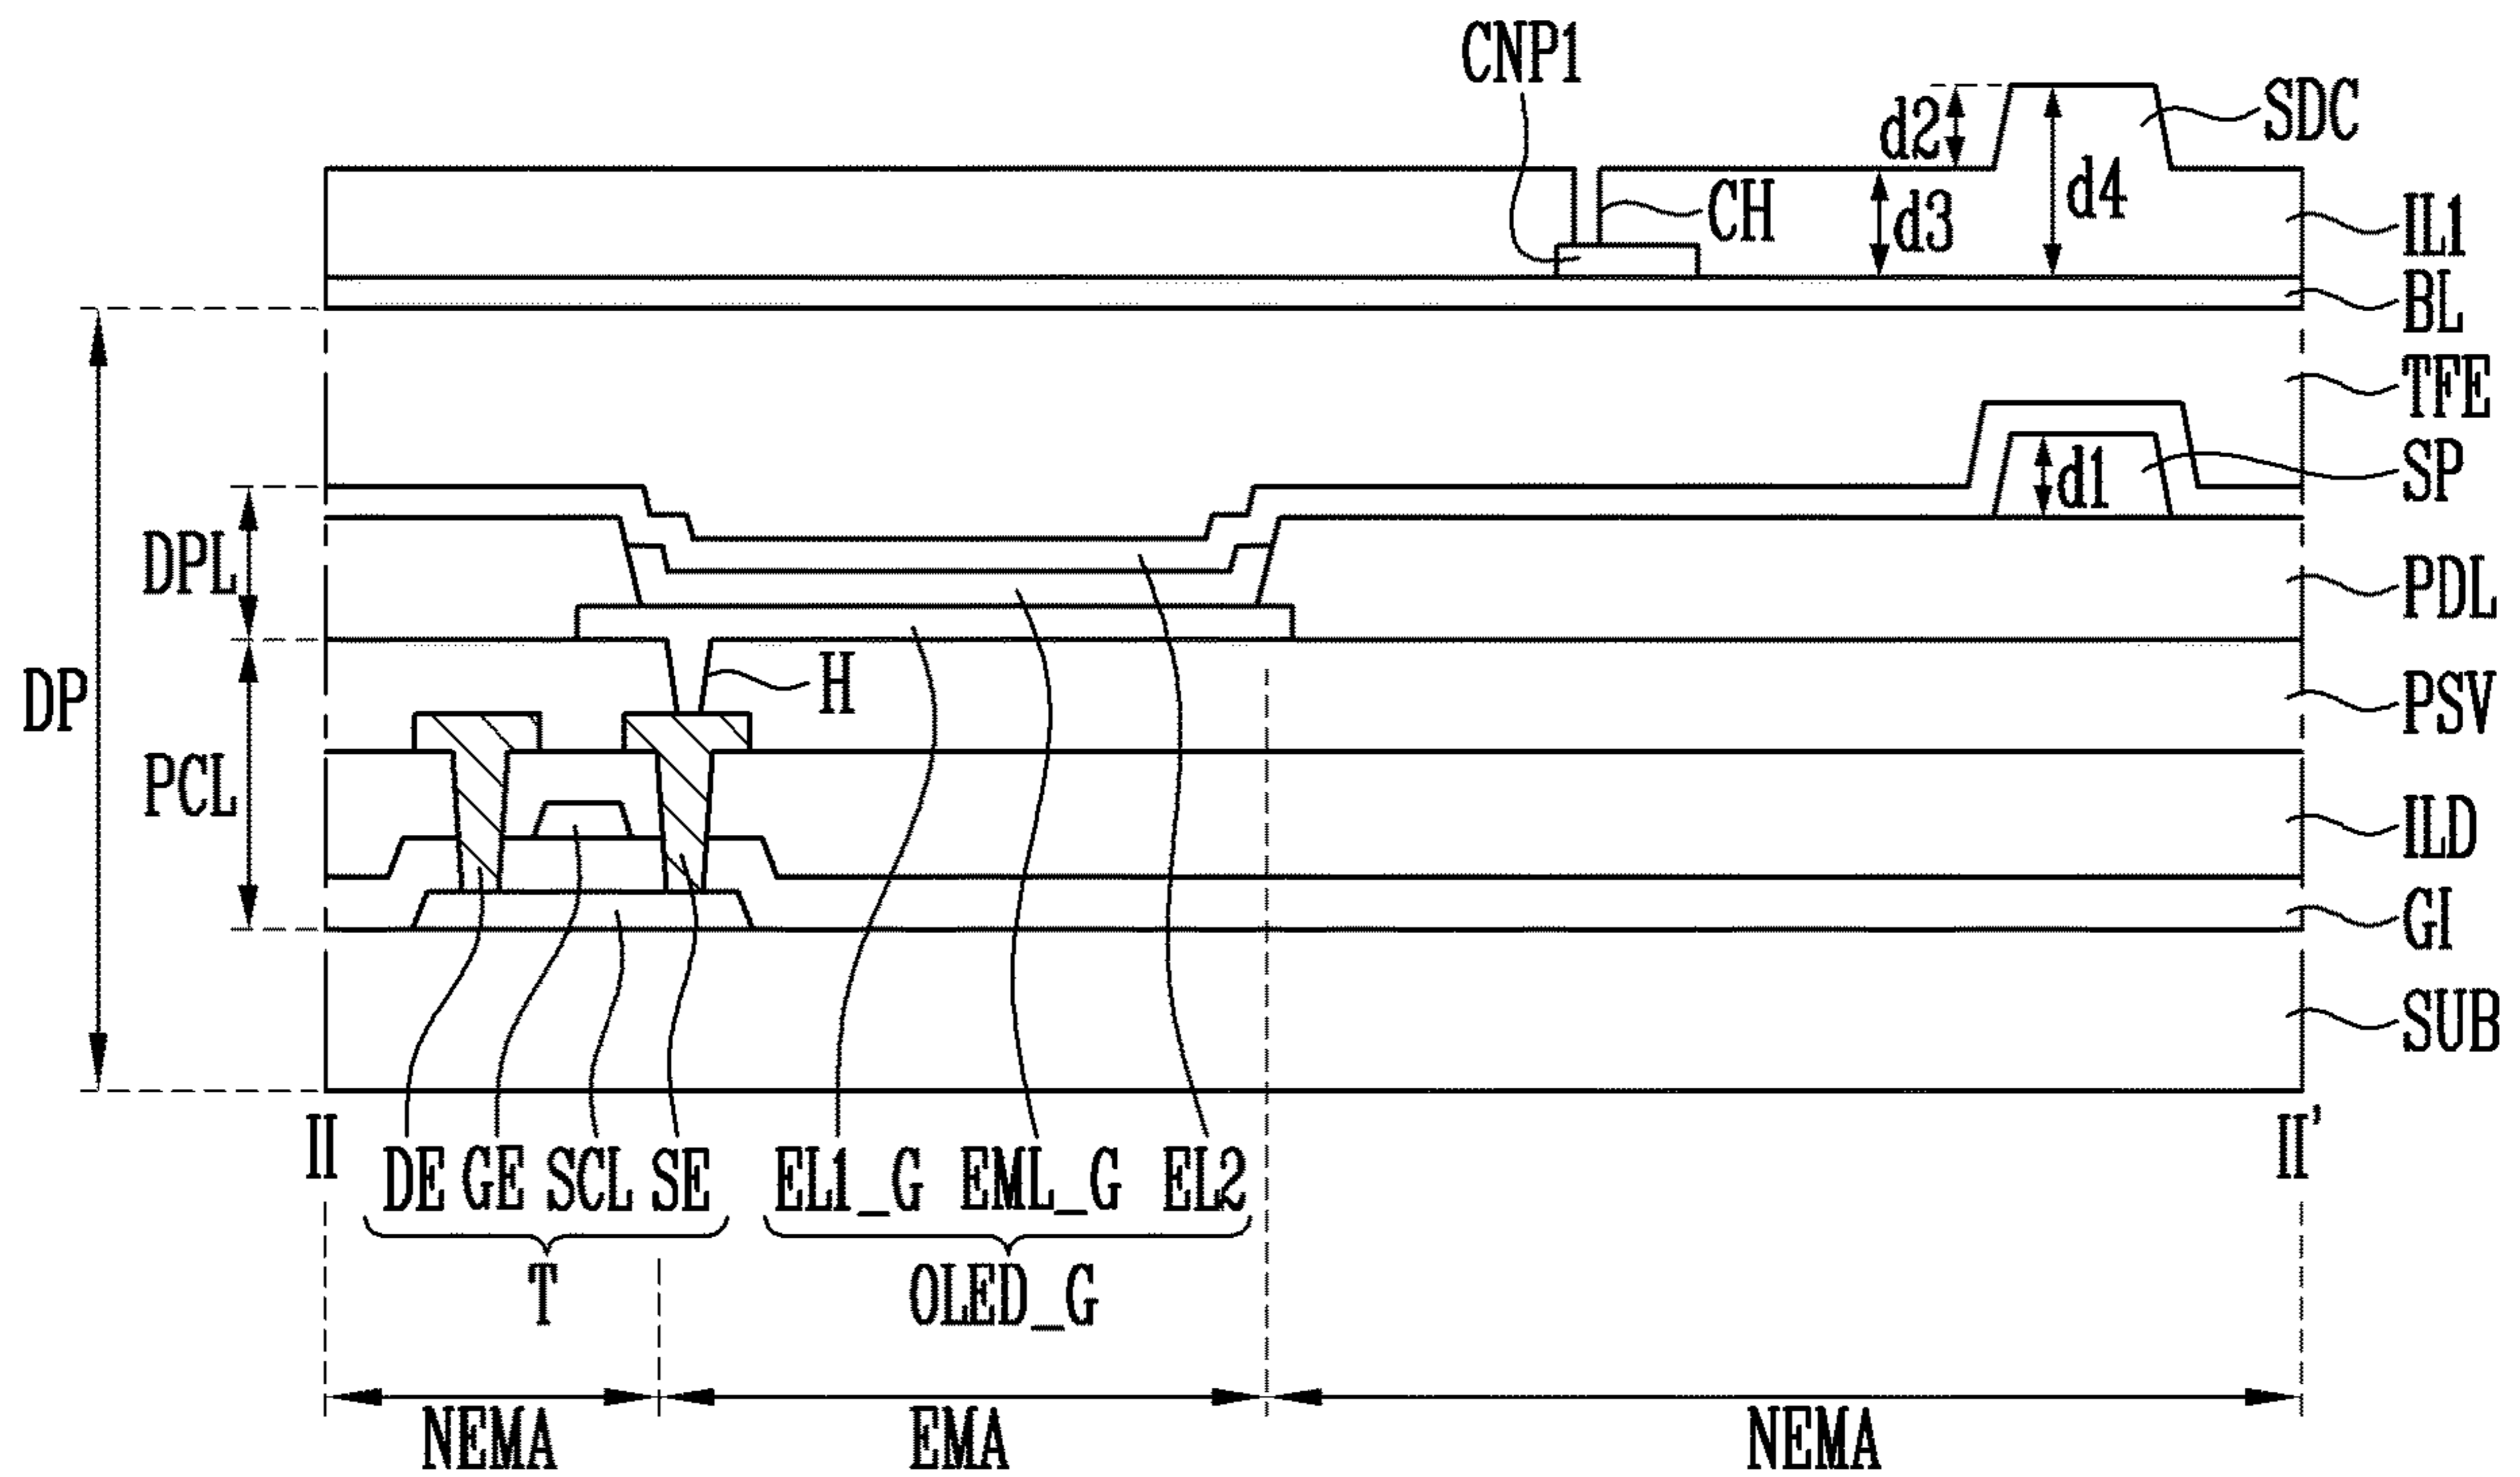 CNP1
SDC
d2
d4
CH
d3
IL1
BL
TFE
SP
d1
DPL
PDL
DP
H
PSV
PCL
ILD
GI
SUB
II
II'
DE GE SCL SE EL1_G EML_G EL2
T
OLED_G
NEMA EMA NEMA